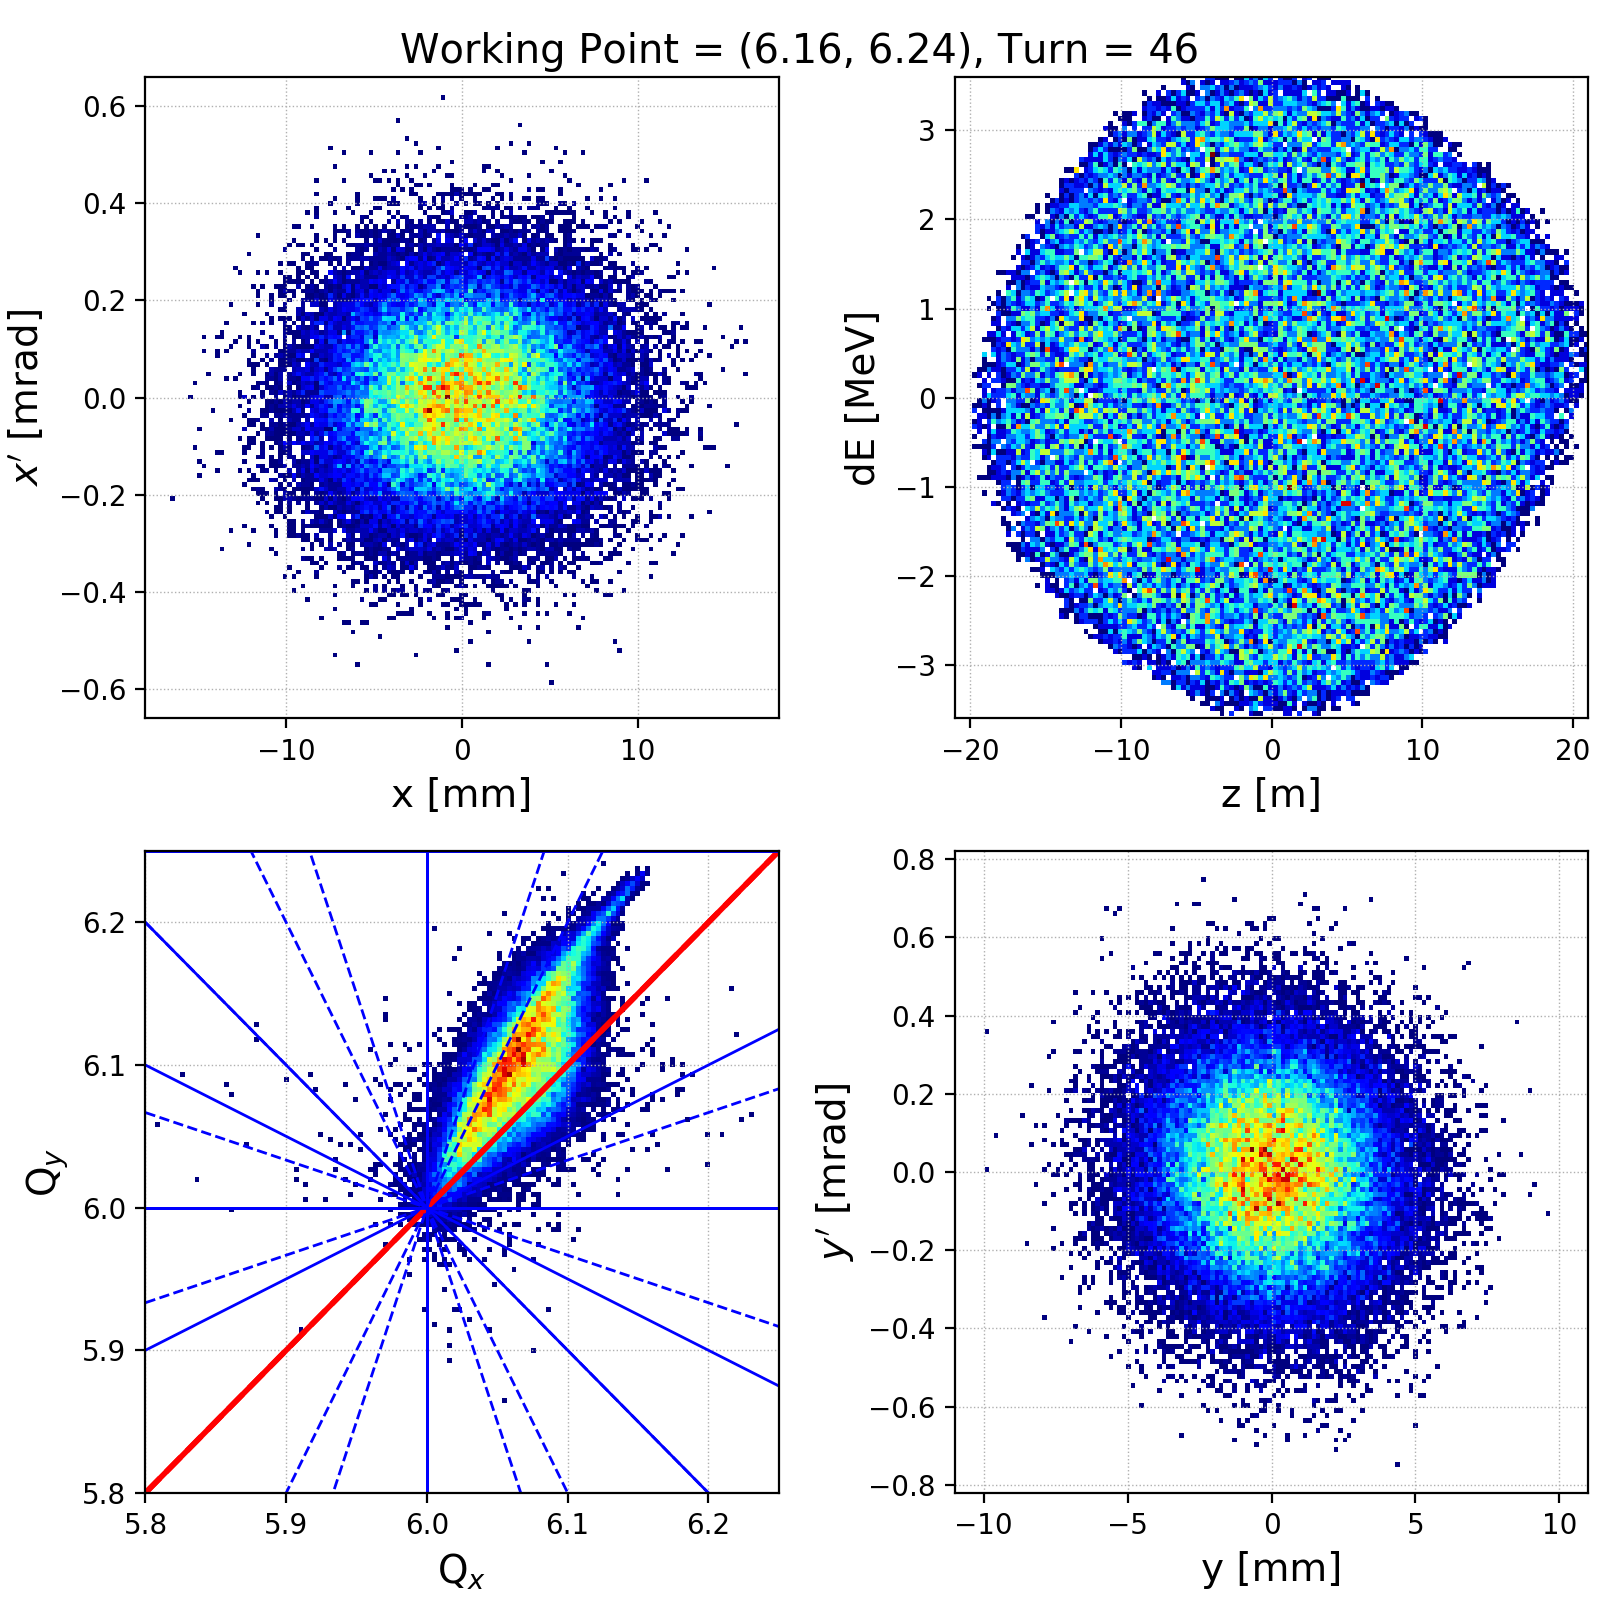 Working Point = (6.16, 6.24), Turn = 46
0.6
0.4
0.2
0.0
−0.2
−0.4
−0.6
x′ [mrad]
−10 0 10
x [mm]
3
2
1
0
−1
−2
−3
dE [MeV]
−20 −10 0 10 20
z [m]
6.2
6.1
6.0
5.9
5.8
Qy
5.8 5.9 6.0 6.1 6.2
Qx
0.8
0.6
0.4
0.2
0.0
−0.2
−0.4
−0.6
−0.8
y′ [mrad]
−10 −5 0 5 10
y [mm]